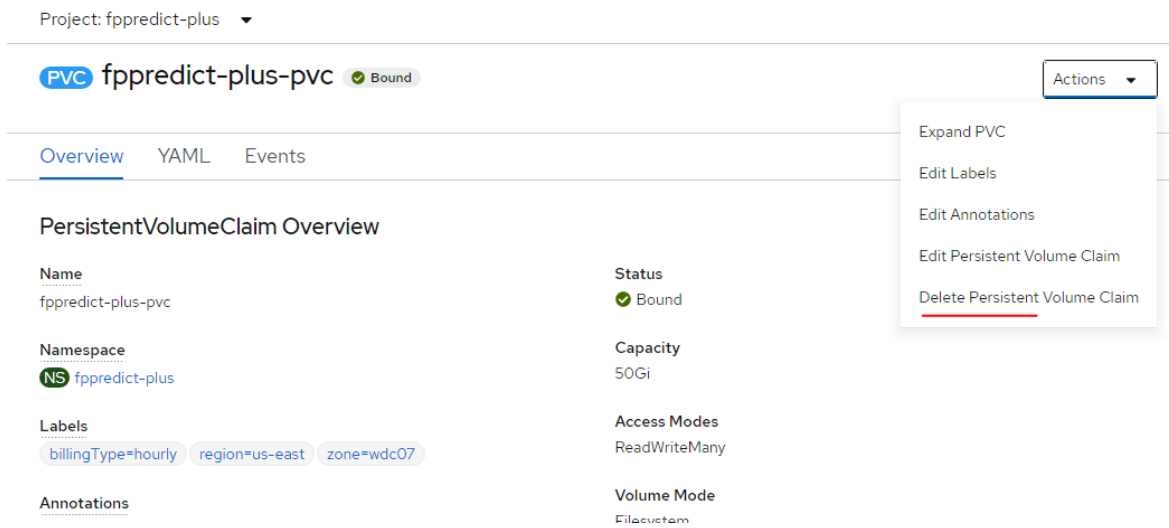 Project: fppredict-plus
PVC fppredict-plus-pvc Bound
Actions
Expand PVC
Edit Labels
Edit Annotations
Edit Persistent Volume Claim
Delete Persistent Volume Claim
Overview YAML Events
PersistentVolumeClaim Overview
Name
fppredict-plus-pvc
Namespace
NS fppredict-plus
Labels
billingType=hourly region=us-east zone=wdc07
Annotations
Status
Bound
Capacity
50Gi
Access Modes
ReadWriteMany
Volume Mode
Filesystem